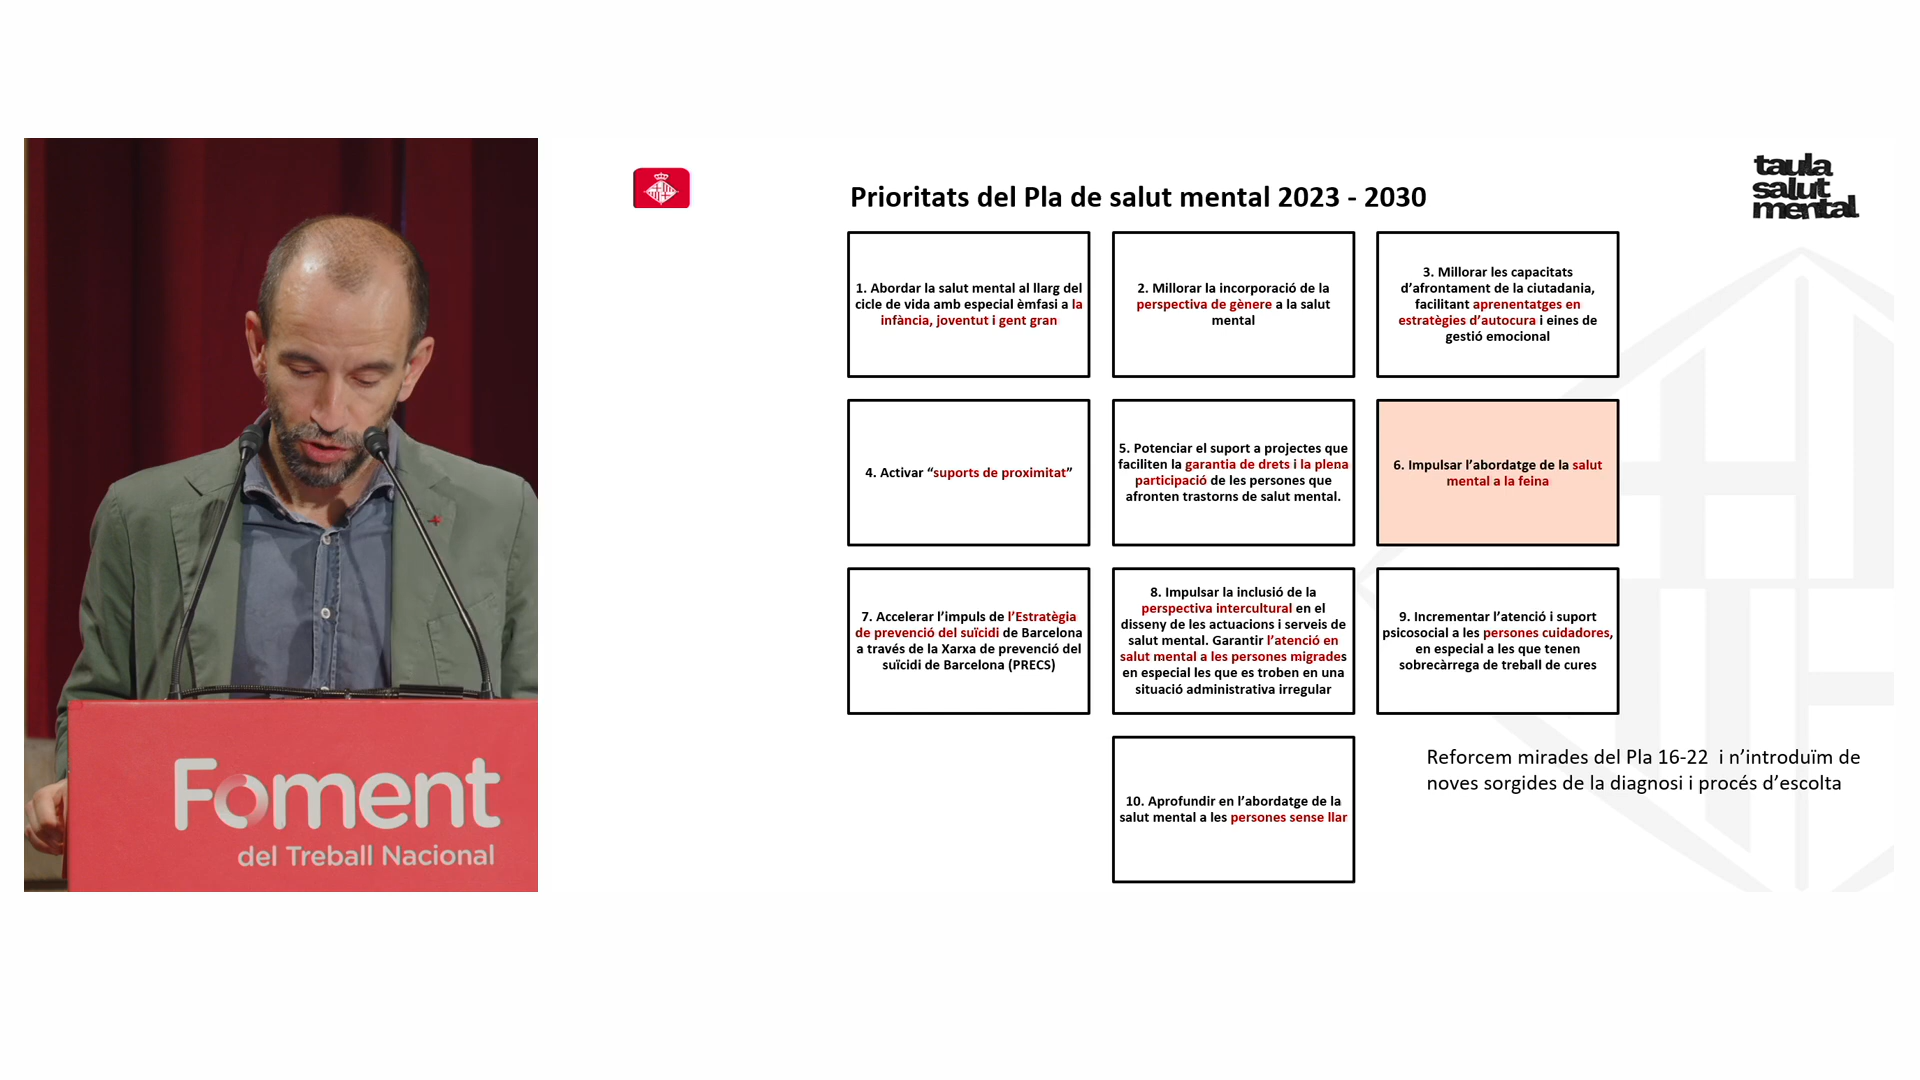 Foment
del Treball Nacional
taula
salut
mental
Prioritats del Pla de salut mental 2023 - 2030
1. Abordar la salut mental al llarg del
cicle de vida amb especial èmfasi a la
infància, joventut i gent gran
2. Millorar la incorporació de la
perspectiva de gènere a la salut
mental
3. Millorar les capacitats
d’afrontament de la ciutadania,
facilitant aprenentatges en
estratègies d’autocura i eines de
gestió emocional
4. Activar “suports de proximitat”
5. Potenciar el suport a projectes que
faciliten la garantia de drets i la plena
participació de les persones que
afronten trastorns de salut mental.
6. Impulsar l’abordatge de la salut
mental a la feina
7. Accelerar l’impuls de l’Estratègia
de prevenció del suïcidi de Barcelona
a través de la Xarxa de prevenció del
suïcidi de Barcelona (PRECS)
8. Impulsar la inclusió de la
perspectiva intercultural en el
disseny de les actuacions i serveis de
salut mental. Garantir l’atenció en
salut mental a les persones migrades
en especial les que es troben en una
situació administrativa irregular
9. Incrementar l’atenció i suport
psicosocial a les persones cuidadores,
en especial a les que tenen
sobrecàrrega de treball de cures
10. Aprofundir en l’abordatge de la
salut mental a les persones sense llar
Reforcem mirades del Pla 16-22 i n’introduïm de
noves sorgides de la diagnosi i procés d’escolta